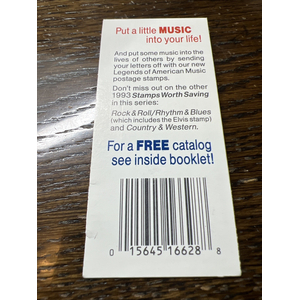 Put a little MUSIC
into your life!
And put some music into the
lives of others by sending
your letters off with our new
Legends of American Music
postage stamps.
Don't miss out on the other
1993 Stamps Worth Saving
in this series:
Rock & Roll/Rhythm & Blues
(which includes the Elvis stamp)
and Country & Western.
For a FREE catalog
see inside booklet!
0 15645 16628 8